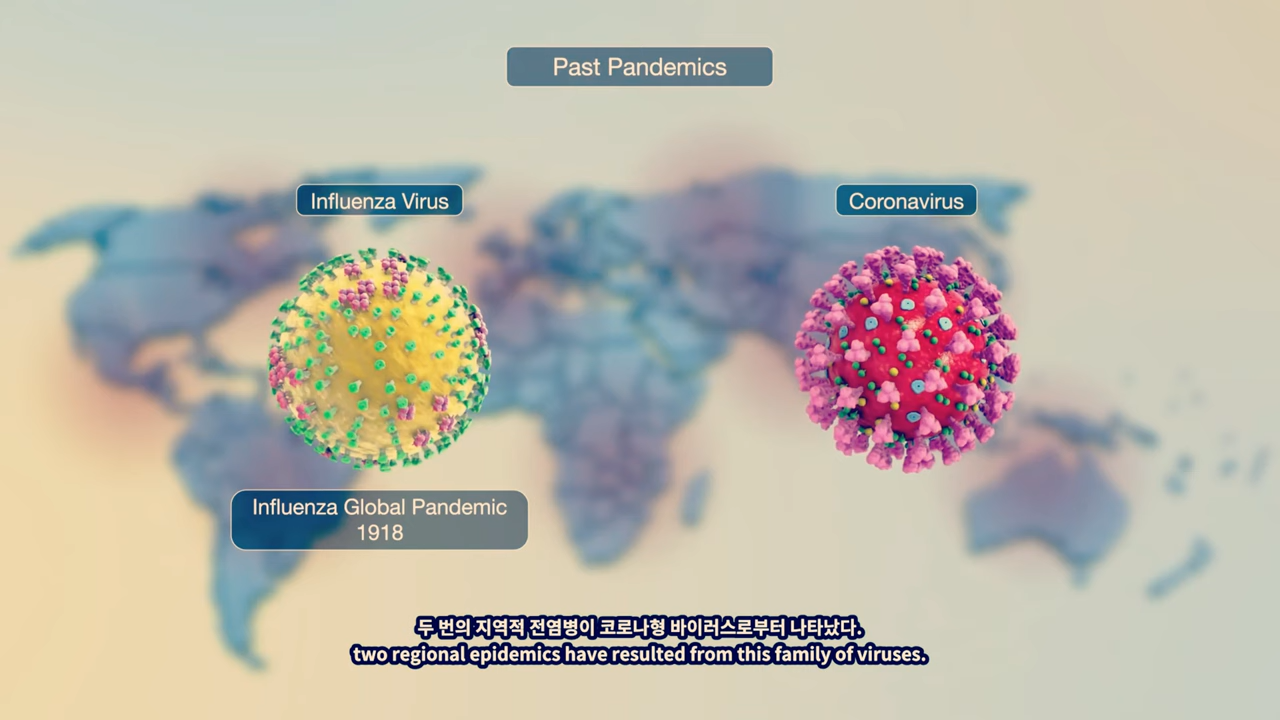 Past Pandemics
Influenza Virus
Coronavirus
Influenza Global Pandemic
1918
두 번의 지역적 전염병이 코로나형 바이러스로부터 나타났다.
two regional epidemics have resulted from this family of viruses.